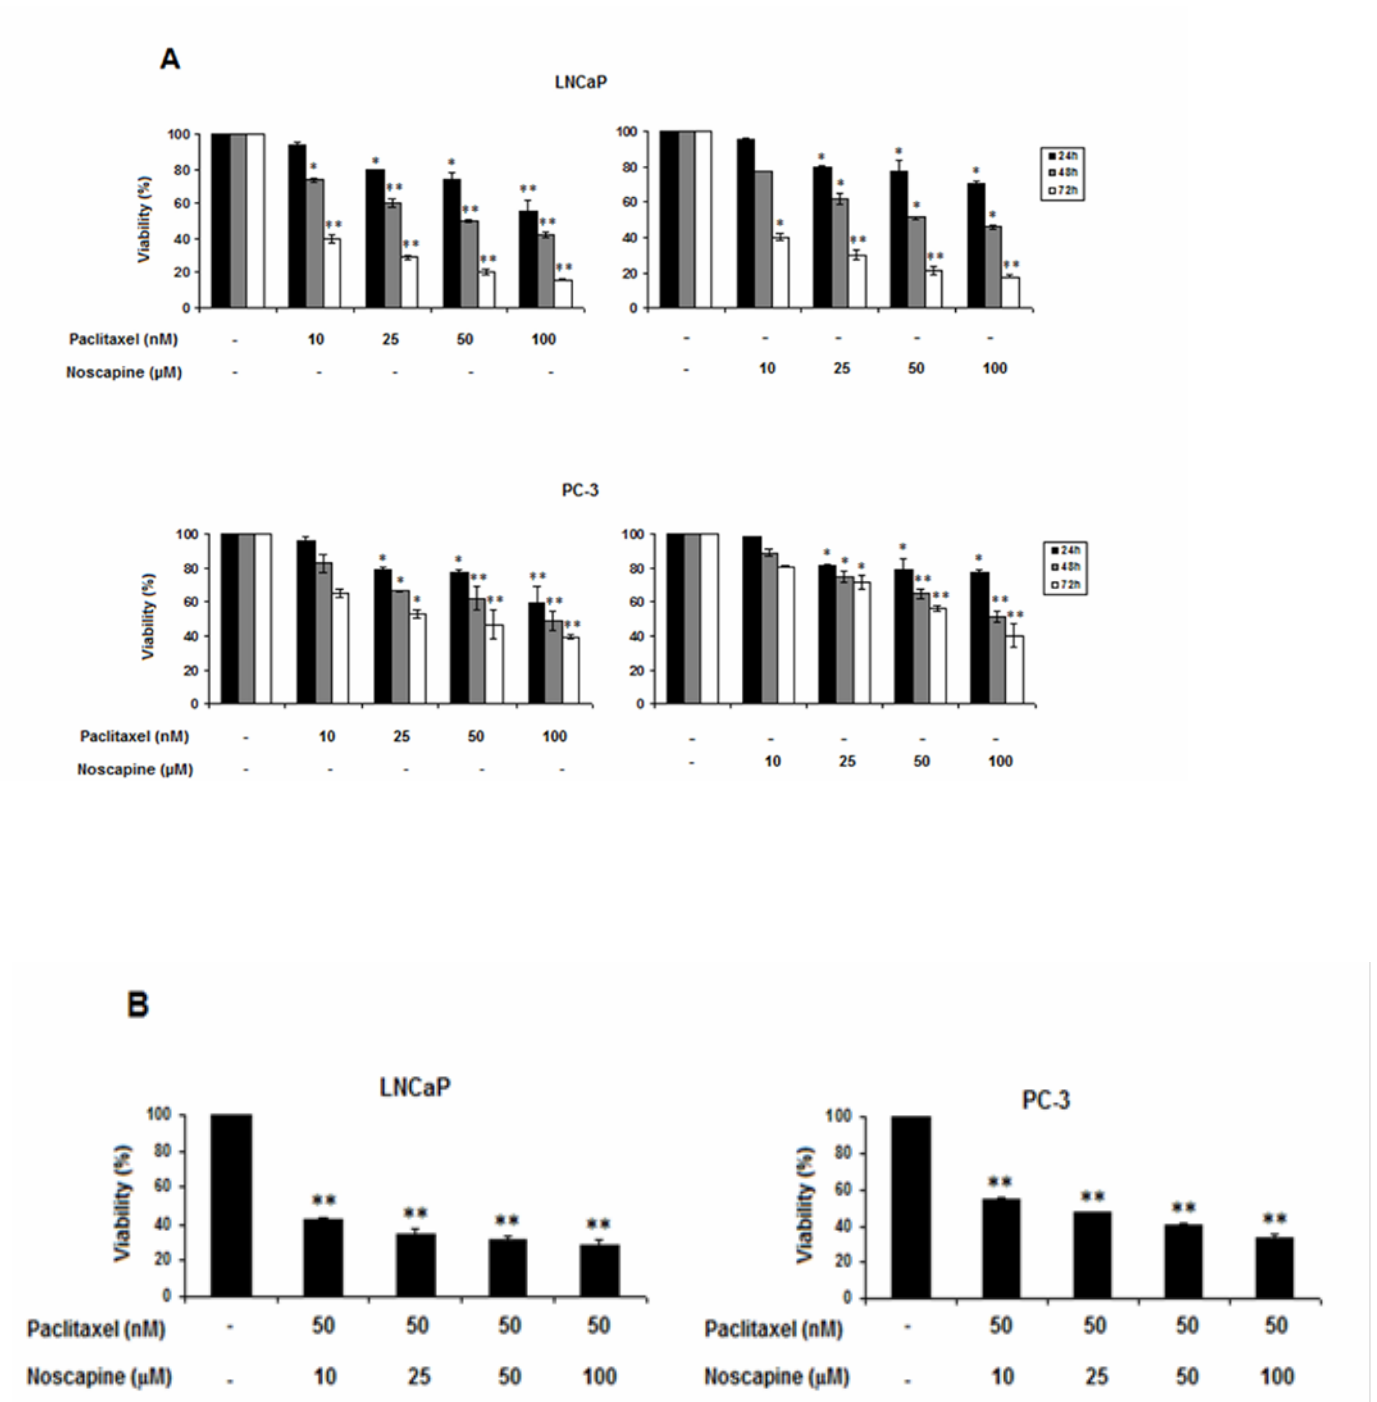 A
LNCaP
100
80
60
40
20
0
Viability (%)
* ** * ** * ** ** ** ** **
Paclitaxel (nM) - 10 25 50 100
Noscapine (µM) - - - - -
100
80
60
40
20
0
* * * ** * * ** * * **
24h
48h
72h
- - - - -
- 10 25 50 100
PC-3
100
80
60
40
20
0
Viability (%)
* * * * ** ** ** ** **
Paclitaxel (nM) - 10 25 50 100
Noscapine (µM) - - - - -
100
80
60
40
20
0
* * * * ** ** * ** **
24h
48h
72h
- - - - -
- 10 25 50 100
B
LNCaP
100
80
60
40
20
0
Viability (%)
** ** ** **
Paclitaxel (nM) - 50 50 50 50
Noscapine (µM) - 10 25 50 100
PC-3
100
80
60
40
20
0
Viability (%)
** ** ** **
Paclitaxel (nM) - 50 50 50 50
Noscapine (µM) - 10 25 50 100